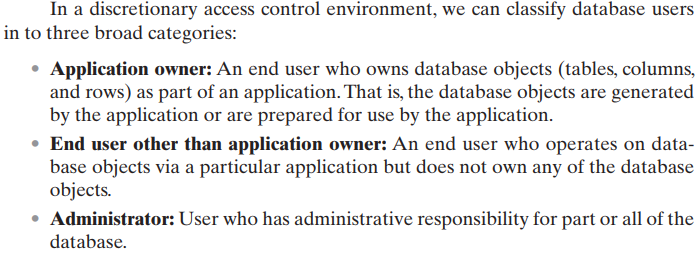 In a discretionary access control environment, we can classify database users
in to three broad categories:
• Application owner: An end user who owns database objects (tables, columns,
and rows) as part of an application. That is, the database objects are generated
by the application or are prepared for use by the application.
• End user other than application owner: An end user who operates on data-
base objects via a particular application but does not own any of the database
objects.
• Administrator: User who has administrative responsibility for part or all of the
database.